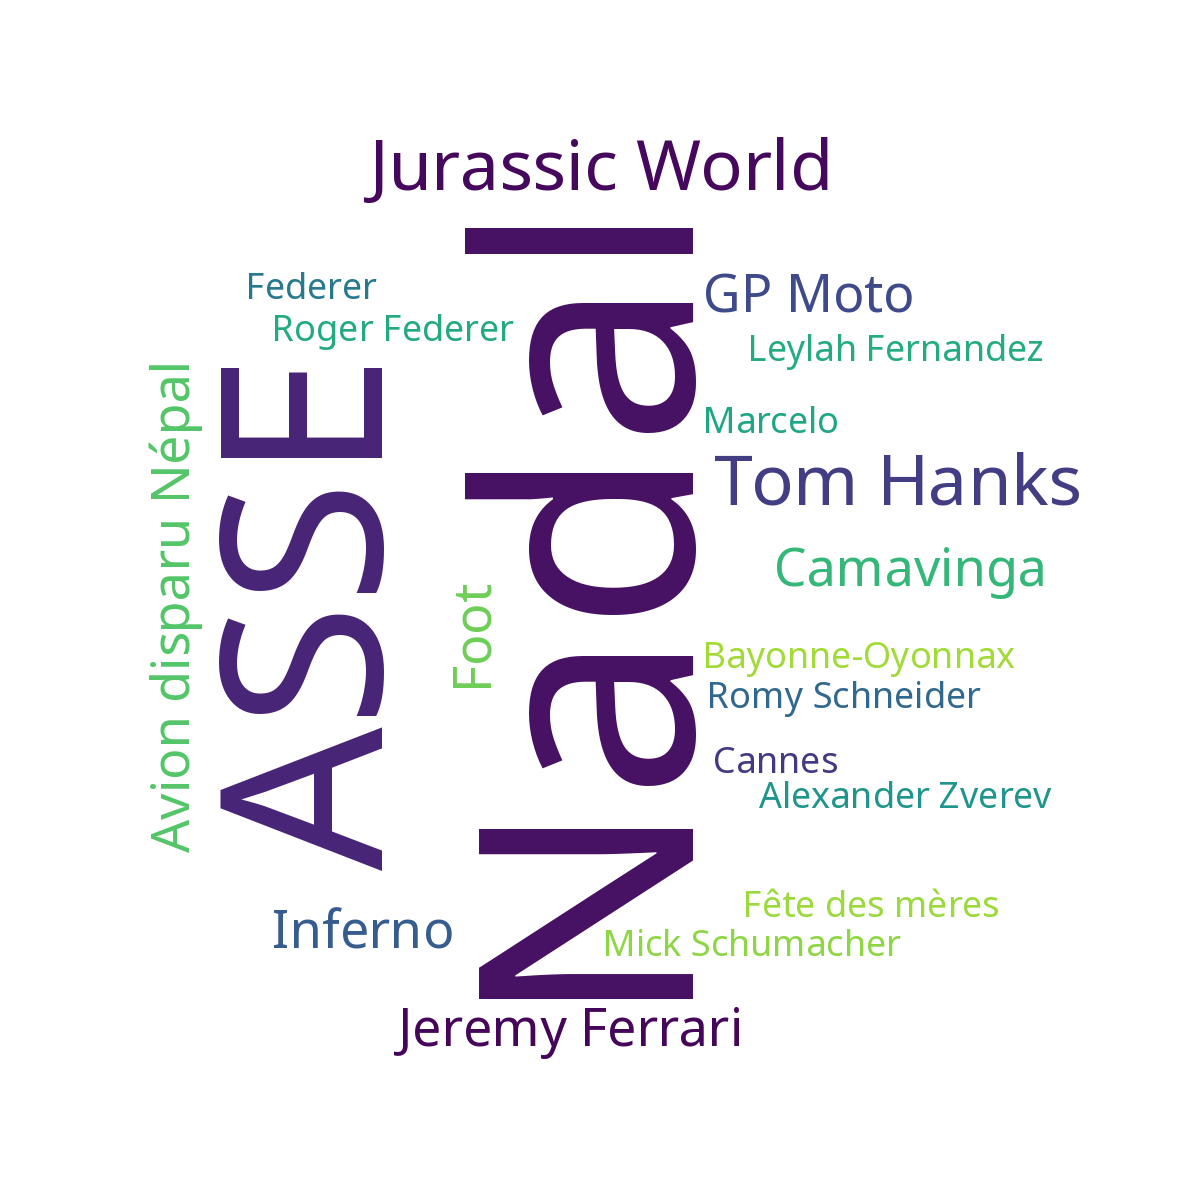 Jurassic World
Federer
Roger Federer
GP Moto
Leylah Fernandez
Marcelo
Tom Hanks
Avion disparu Népal
ASSE
Foot
Nadal
Camavinga
Bayonne-Oyonnax
Romy Schneider
Cannes
Alexander Zverev
Fête des mères
Inferno
Mick Schumacher
Jeremy Ferrari